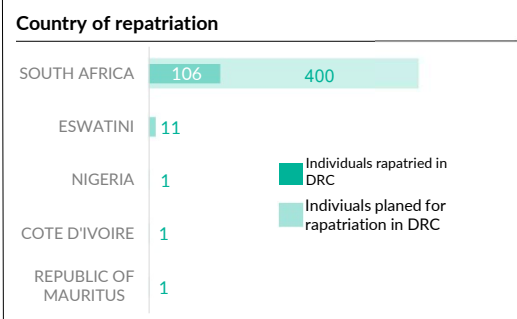 Country of repatriation
SOUTH AFRICA
106
400
ESWATINI
11
NIGERIA
1
COTE D'IVOIRE
1
REPUBLIC OF
MAURITUS
1
Individuals rapatried in
DRC
Indiviuals planed for
rapatriation in DRC